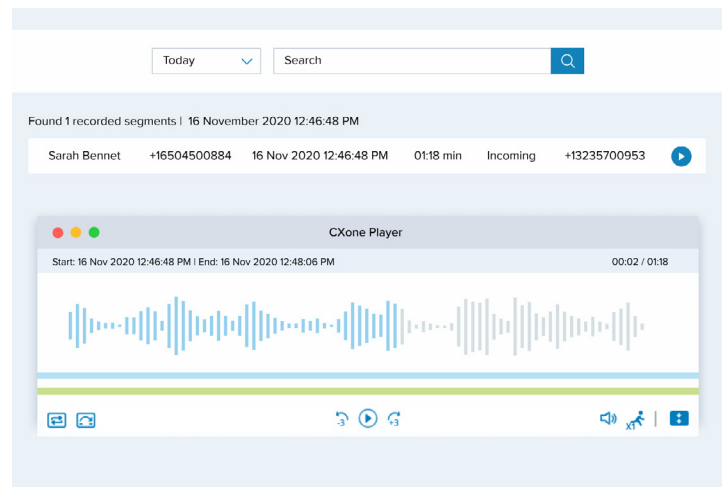 Today
Search
Found 1 recorded segments | 16 November 2020 12:46:48 PM
Sarah Bennet +16504500884 16 Nov 2020 12:46:48 PM 01:18 min Incoming +13235700953
CXone Player
Start: 16 Nov 2020 12:46:48 PM | End: 16 Nov 2020 12:48:06 PM 00:02 / 01:18
-3 +3 X1